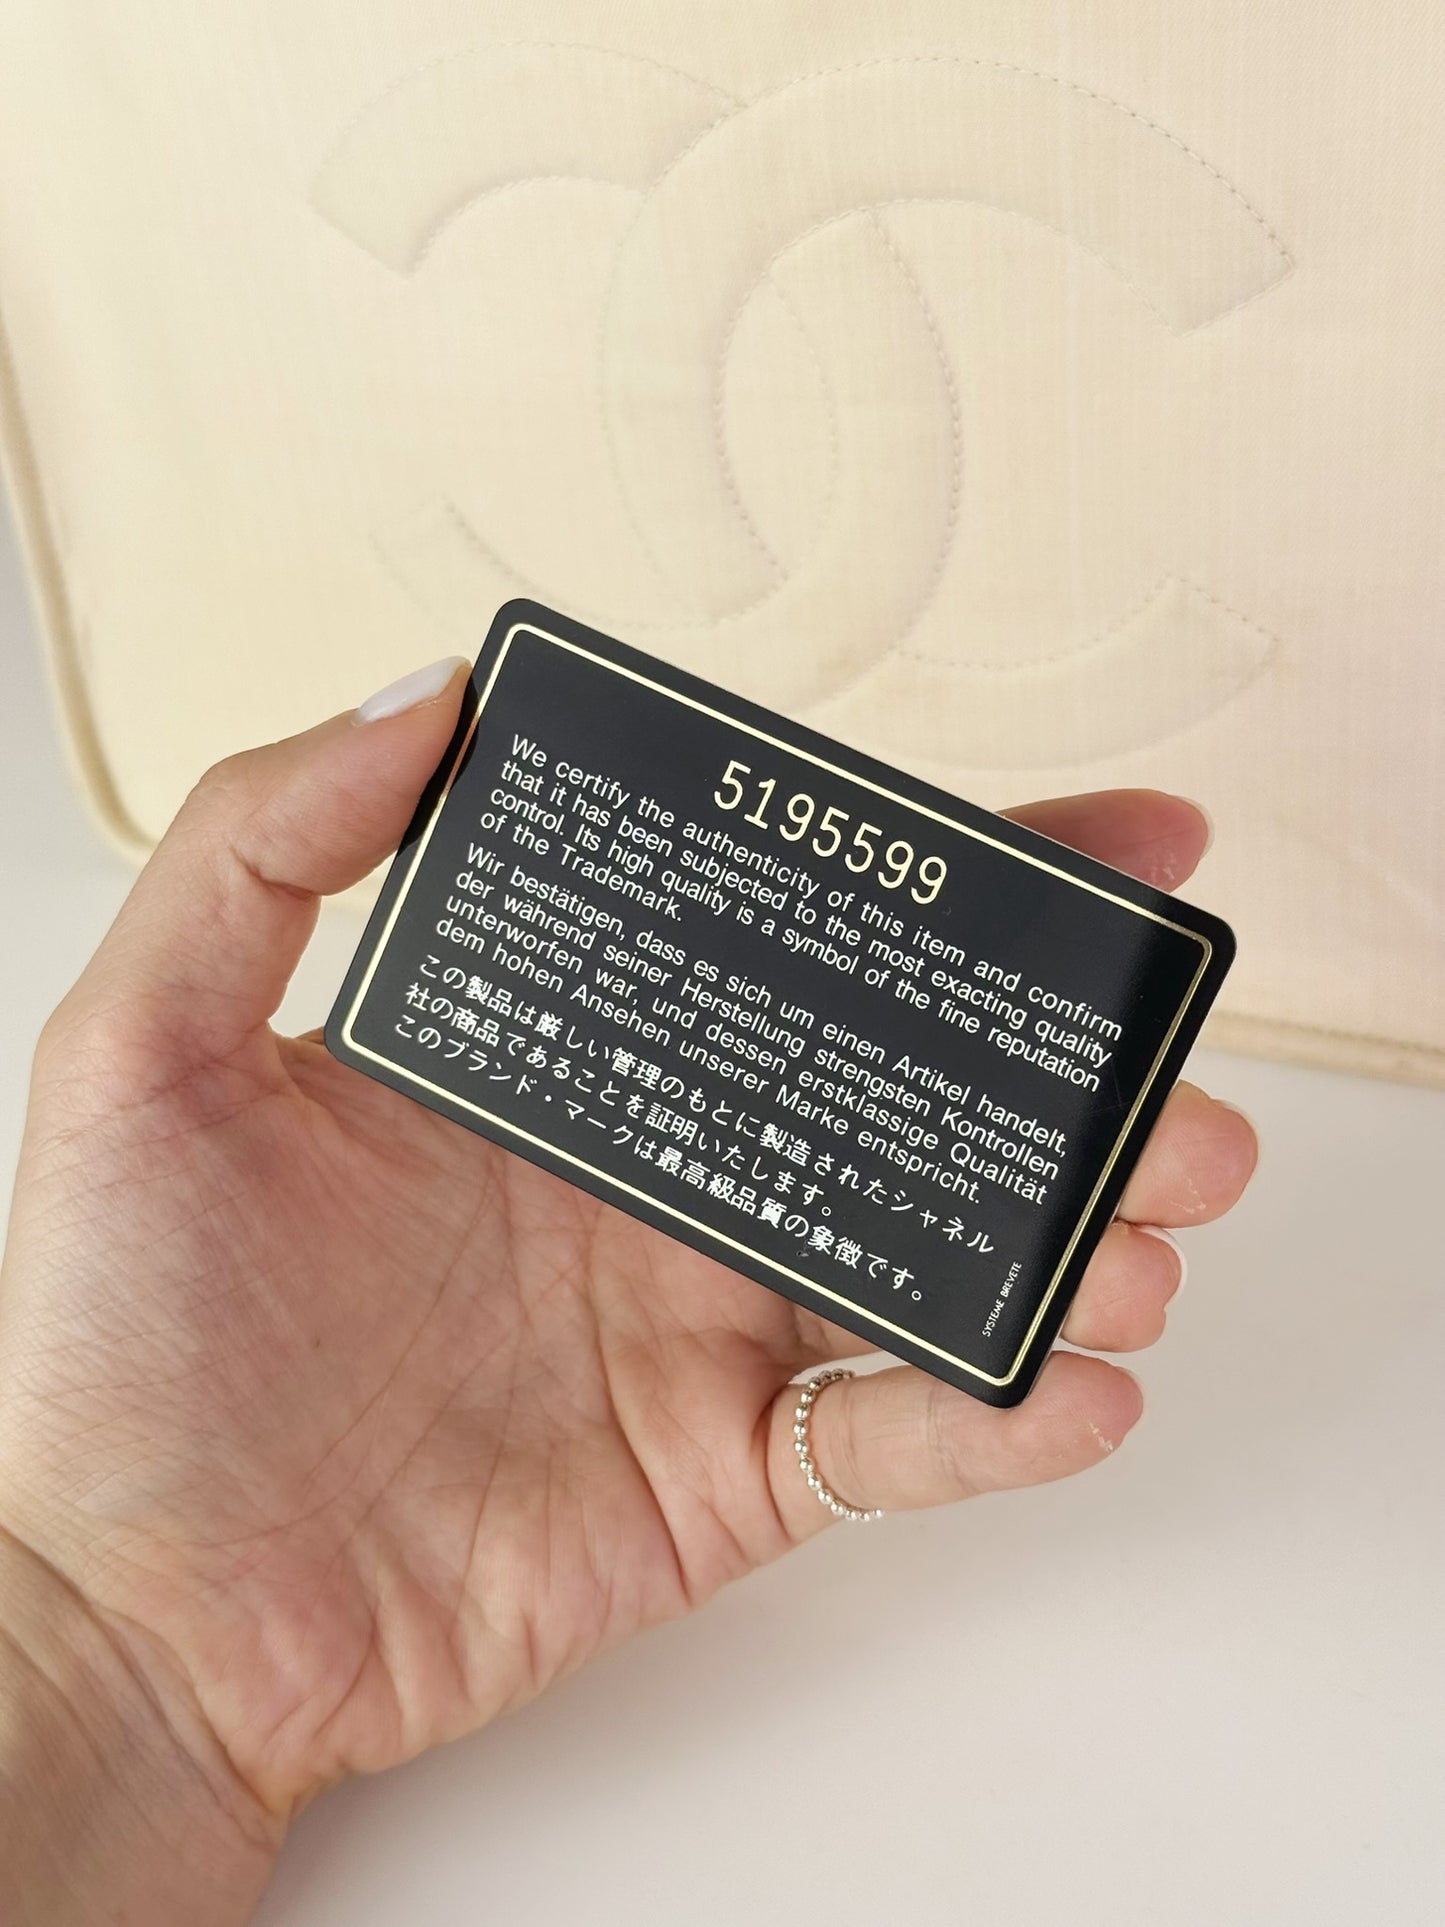 5195599
We certify the authenticity of this item and confirm
that it has been subjected to the most exacting quality
control. Its high quality is a symbol of the fine reputation
of the Trademark.
Wir bestätigen, dass es sich um einen Artikel handelt,
der während seiner Herstellung strengsten Kontrollen
unterworfen war, und dessen erstklassige Qualität
dem hohen Ansehen unserer Marke entspricht.
この製品は厳しい管理のもとに製造されたシャネル
社の商品であることを証明いたします。
このブランド・マークは最高級品質の象徴です。
SYSTEME BREVETE